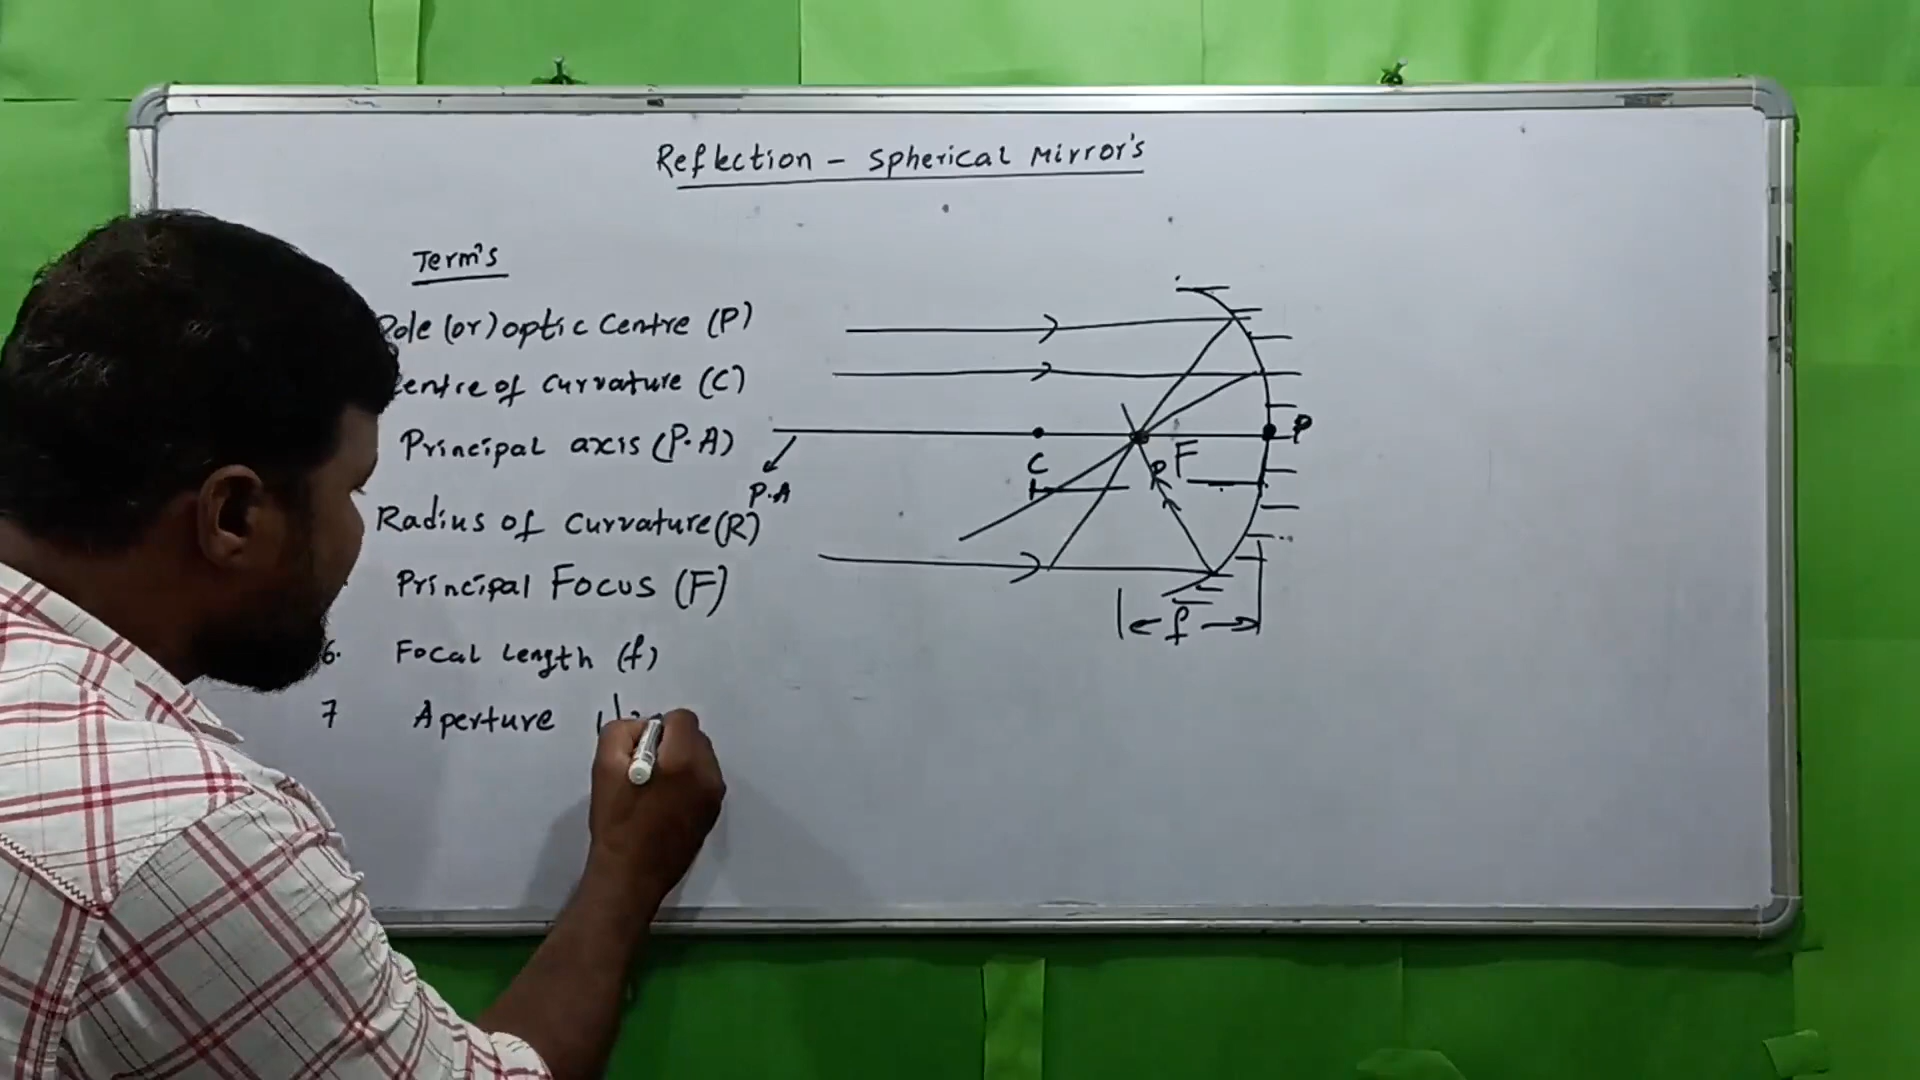 Reflection - Spherical Mirror's
Term's
Pole (or) optic Centre (P)
Centre of Curvature (C)
Principal axis (P.A)
Radius of Curvature (R)
Principal Focus (F)
6. Focal Length (f)
7 Aperture
P
C
F
R
P.A
f